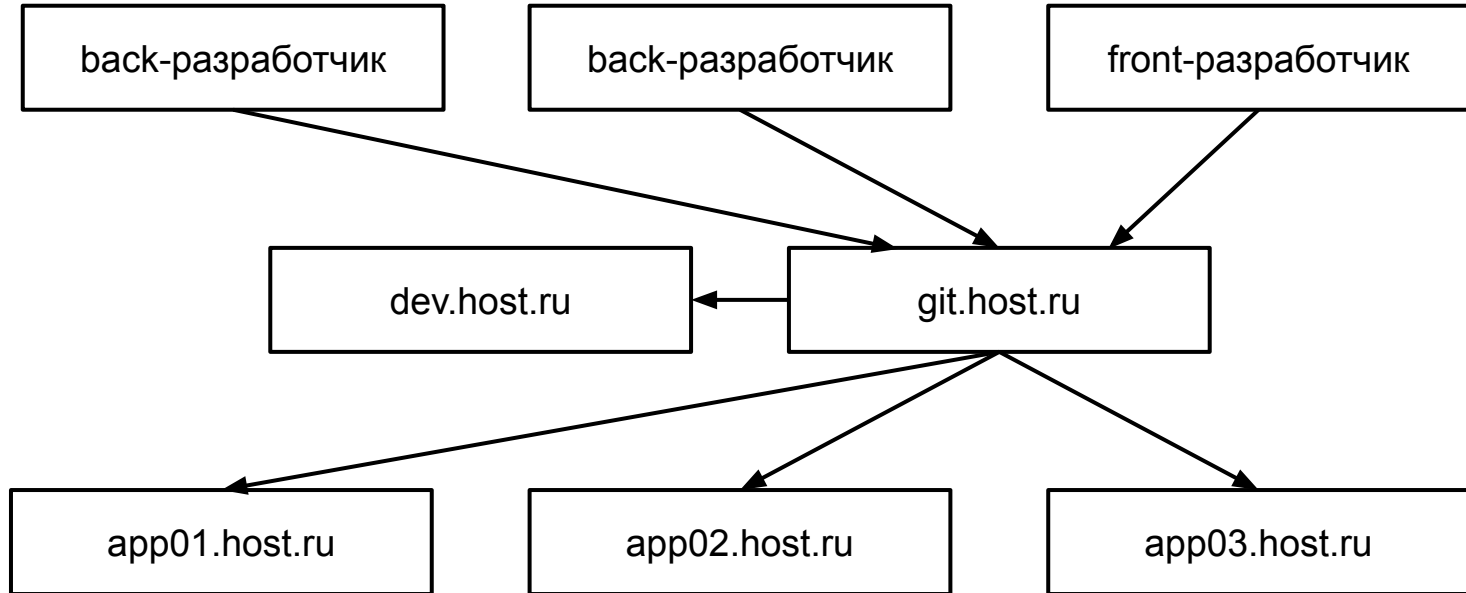 back-разработчик
back-разработчик
front-разработчик
dev.host.ru
git.host.ru
app01.host.ru
app02.host.ru
app03.host.ru